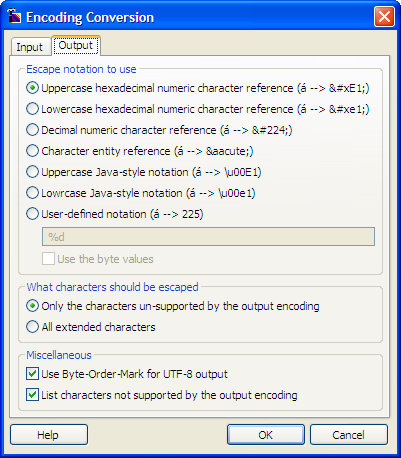 Encoding Conversion
Input Output
Escape notation to use
Uppercase hexadecimal numeric character reference (á --> &#xE1;)
Lowercase hexadecimal numeric character reference (á --> &#xe1;)
Decimal numeric character reference (á --> &#224;)
Character entity reference (á --> &aacute;)
Uppercase Java-style notation (á --> \u00E1)
Lowrcase Java-style notation (á --> \u00e1)
User-defined notation (á --> 225)
%d
Use the byte values
What characters should be escaped
Only the characters un-supported by the output encoding
All extended characters
Miscellaneous
Use Byte-Order-Mark for UTF-8 output
List characters not supported by the output encoding
Help OK Cancel